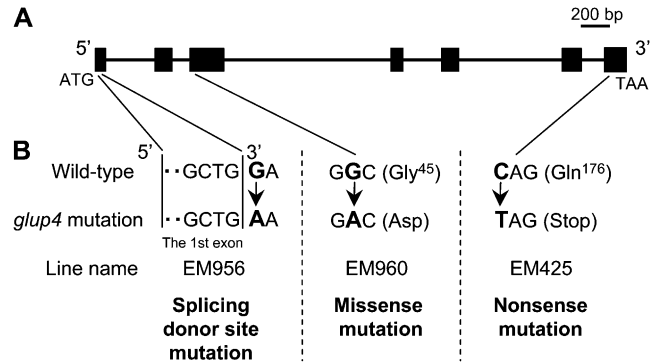 A
200 bp
5’ 3’
ATG TAA
B
5’ 3’
Wild-type ··GCTG GA GGC (Gly45) CAG (Gln176)
glup4 mutation ··GCTG AA GAC (Asp) TAG (Stop)
The 1st exon
Line name EM956 EM960 EM425
Splicing donor site mutation
Missense mutation
Nonsense mutation